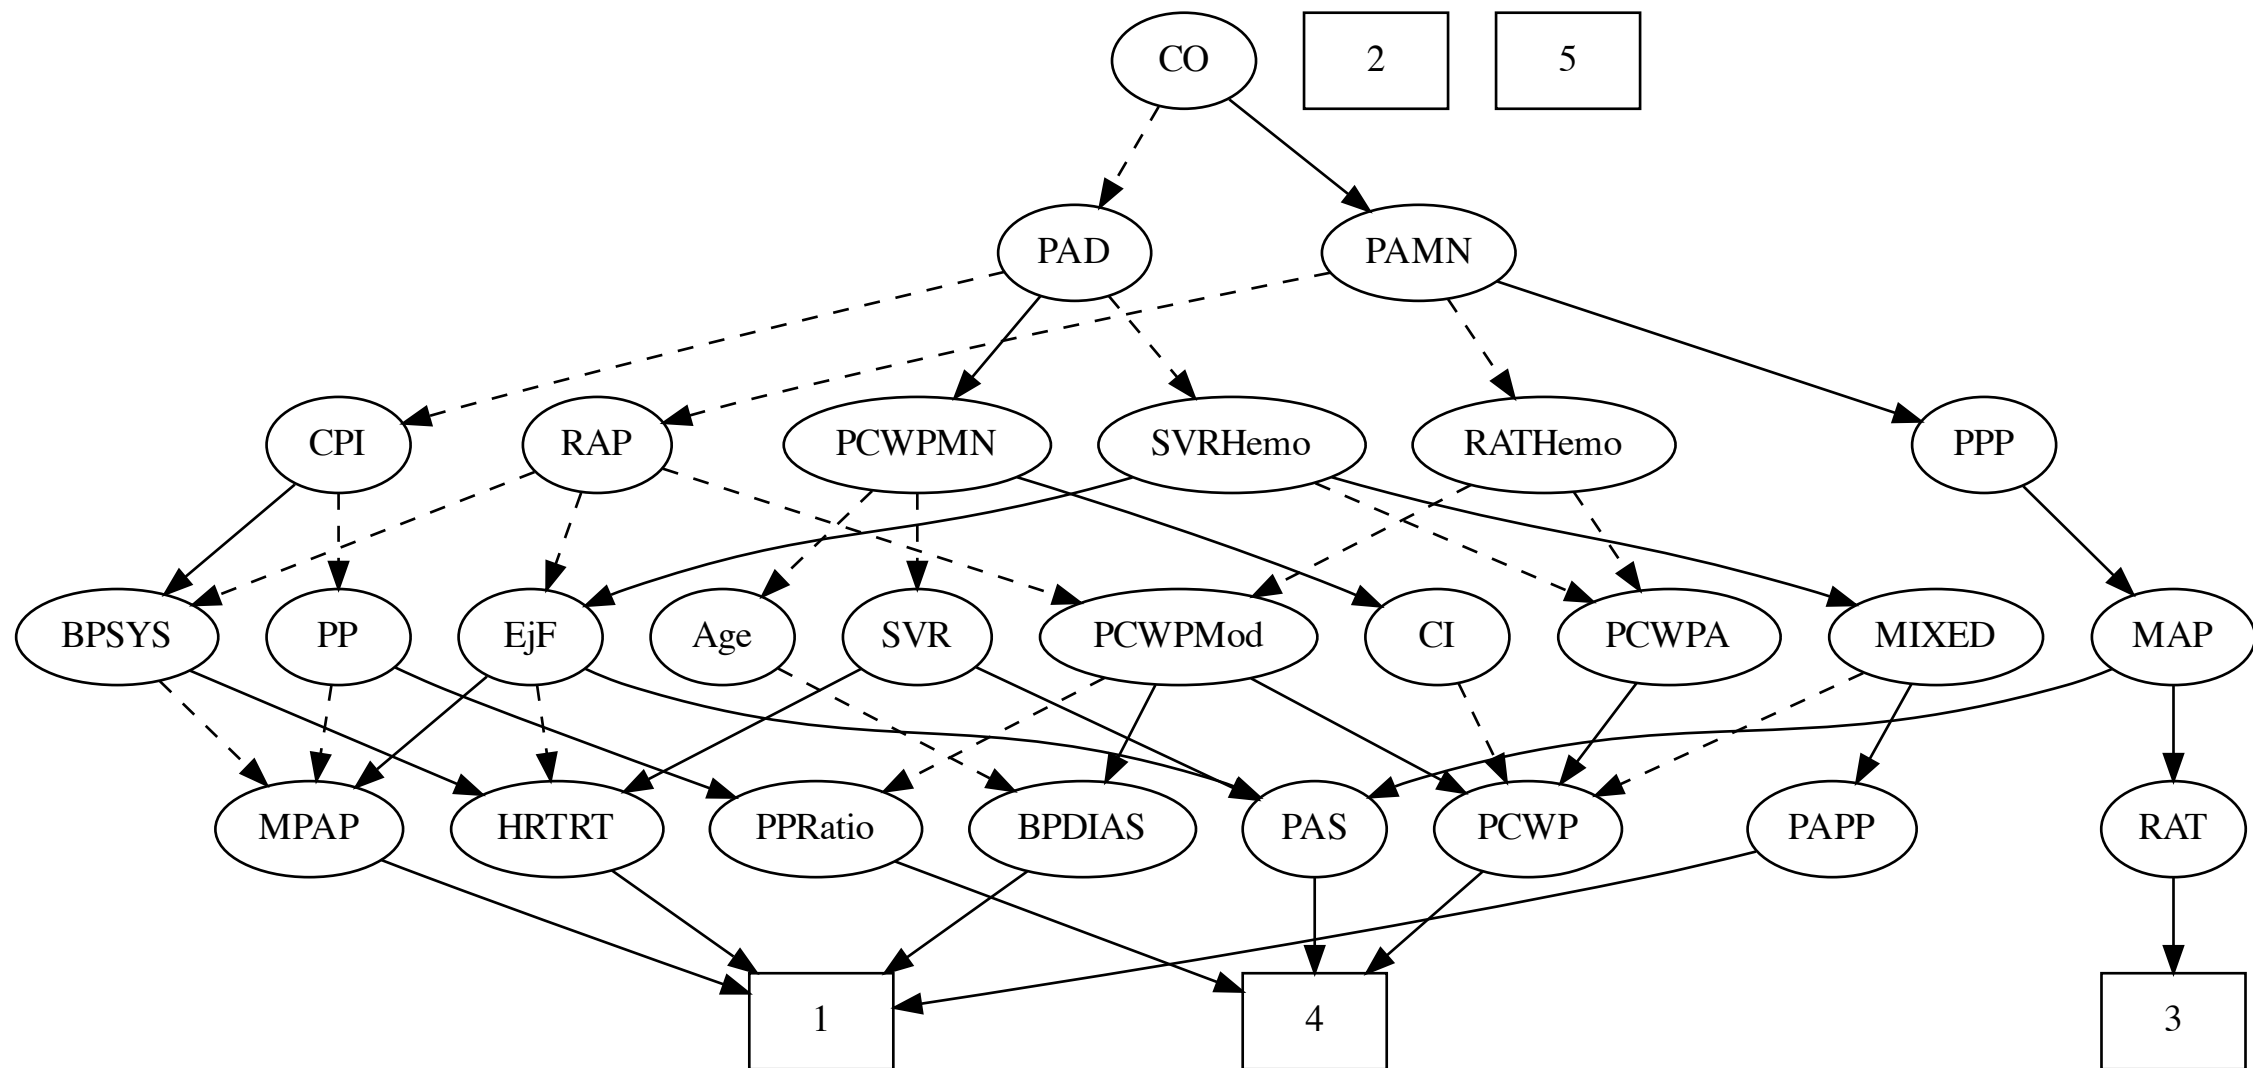 CO
2
5
PAD
PAMN
CPI
RAP
PCWPMN
SVRHemo
RATHemo
PPP
BPSYS
PP
EjF
Age
SVR
PCWPMod
CI
PCWPA
MIXED
MAP
MPAP
HRTRT
PPRatio
BPDIAS
PAS
PCWP
PAPP
RAT
1
4
3